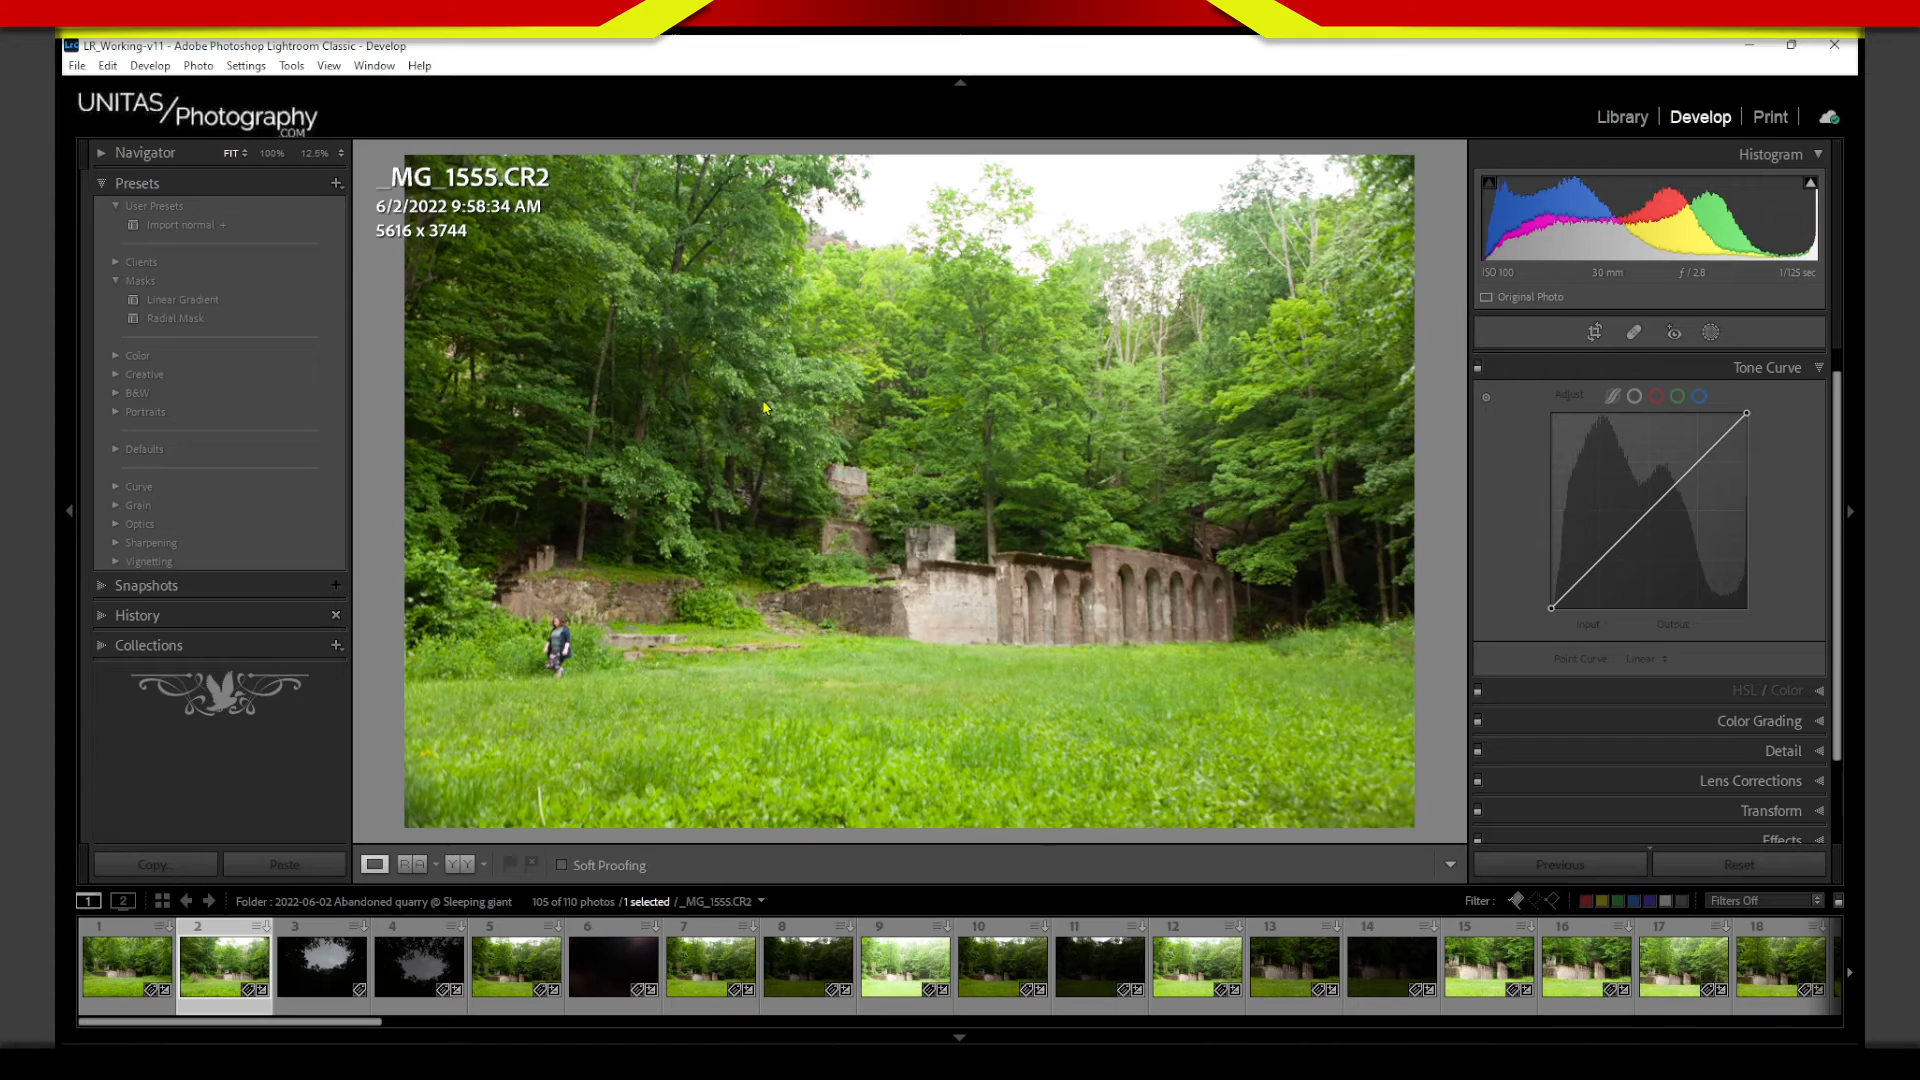 LrC LR_Working-v11 - Adobe Photoshop Lightroom Classic - Develop
File Edit Develop Photo Settings Tools View Window Help
UNITAS/Photography
.COM
Library | Develop | Print |
Navigator FIT 100% 12.5%
Presets
User Presets
Import normal +
Clients
Masks
Linear Gradient
Radial Mask
Color
Creative
B&W
Portraits
Defaults
Curve
Grain
Optics
Sharpening
Vignetting
Snapshots
History
Collections
Copy... Paste
_MG_1555.CR2
6/2/2022 9:58:34 AM
5616 x 3744
Soft Proofing
Histogram
ISO 100 30 mm ƒ / 2.8 1/125 sec
Original Photo
Tone Curve
Adjust
Input : Output :
Point Curve : Linear
HSL / Color
Color Grading
Detail
Lens Corrections
Transform
Effects
Previous Reset
1 2 Folder : 2022-06-02 Abandoned quarry @ Sleeping giant 105 of 110 photos / 1 selected / _MG_1555.CR2 Filter : Filters Off
1 2 3 4 5 6 7 8 9 10 11 12 13 14 15 16 17 18